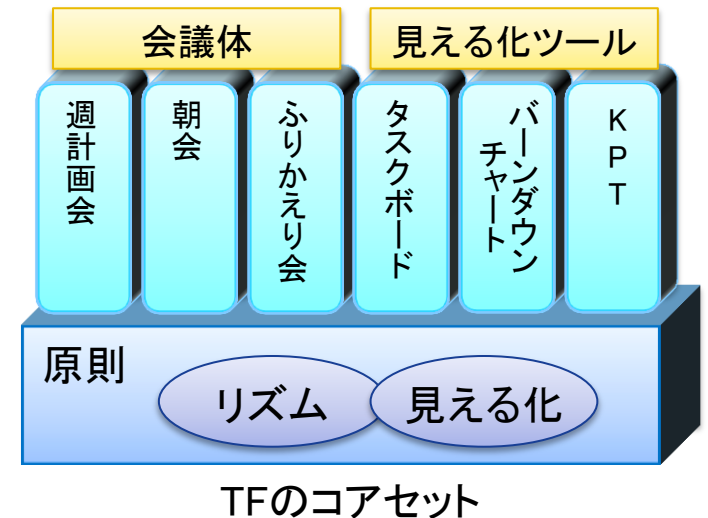 会議体
見える化ツール
週計画会
朝会
ふりかえり会
タスクボード
バーンダウン
チャート
KPT
原則
リズム
見える化
TFのコアセット